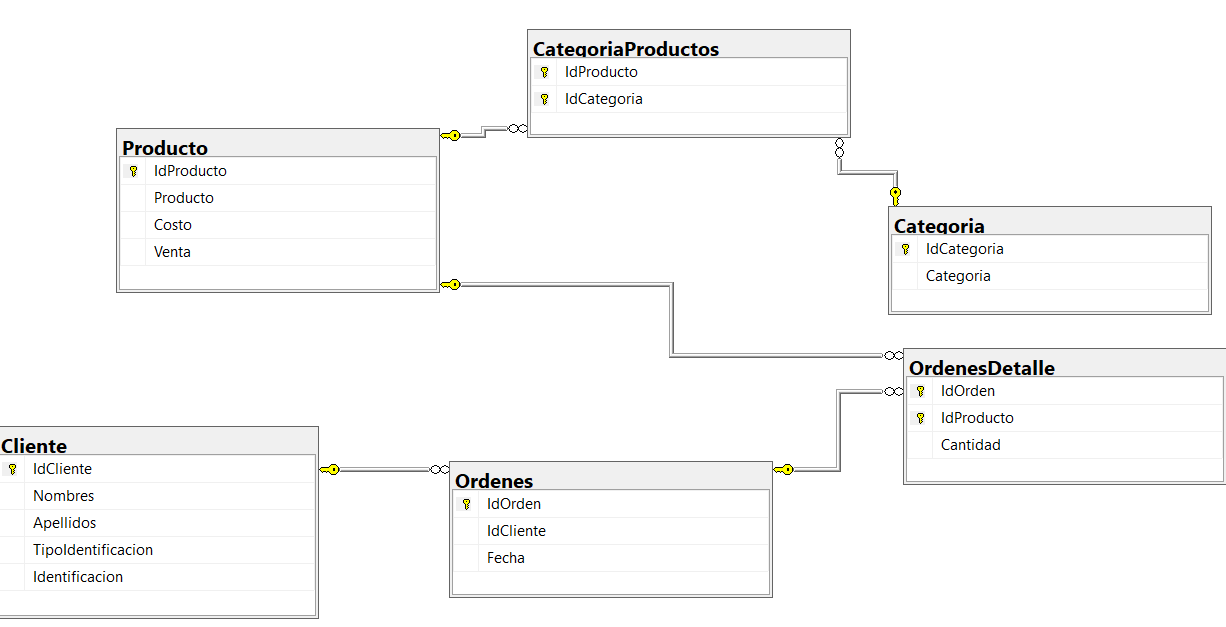 CategoriaProductos
IdProducto
IdCategoria
Producto
IdProducto
Producto
Costo
Venta
Categoria
IdCategoria
Categoria
OrdenesDetalle
IdOrden
IdProducto
Cantidad
Cliente
IdCliente
Nombres
Apellidos
TipoIdentificacion
Identificacion
Ordenes
IdOrden
IdCliente
Fecha